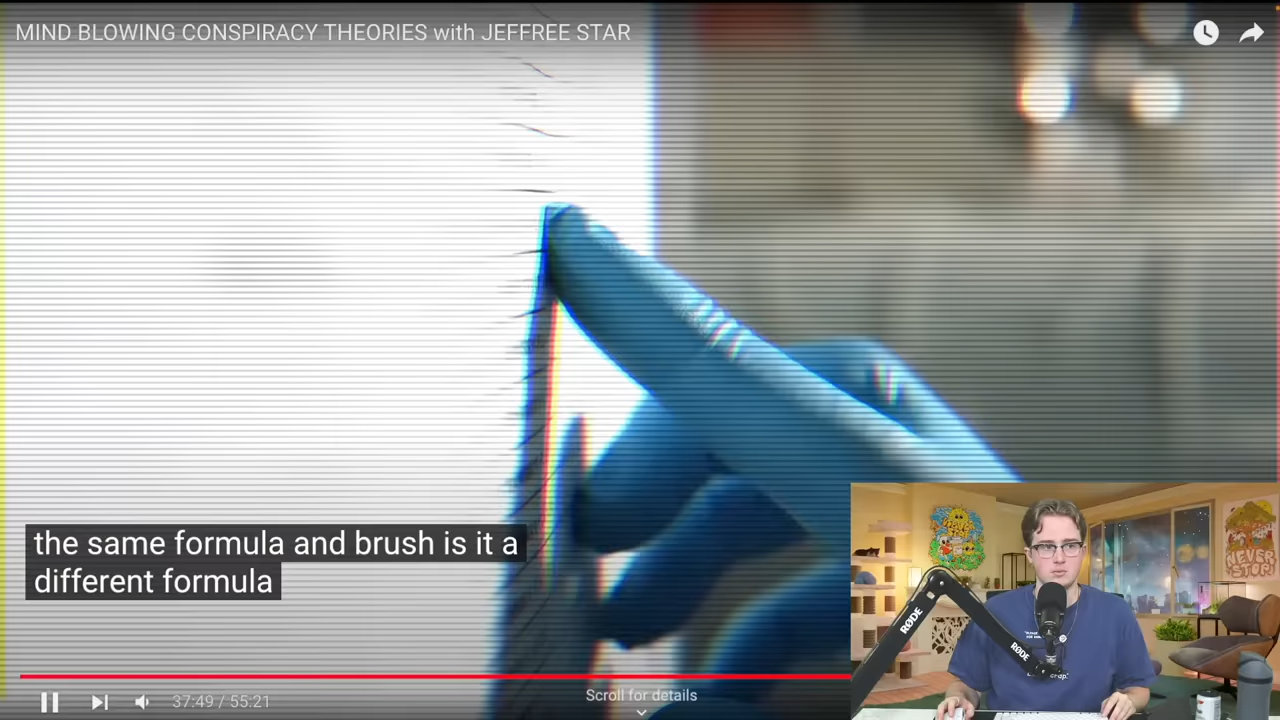 MIND BLOWING CONSPIRACY THEORIES with JEFFREE STAR
the same formula and brush is it a
different formula
37:49 / 55:21
Scroll for details
RØDE
RØDE
NEVER
STOP!